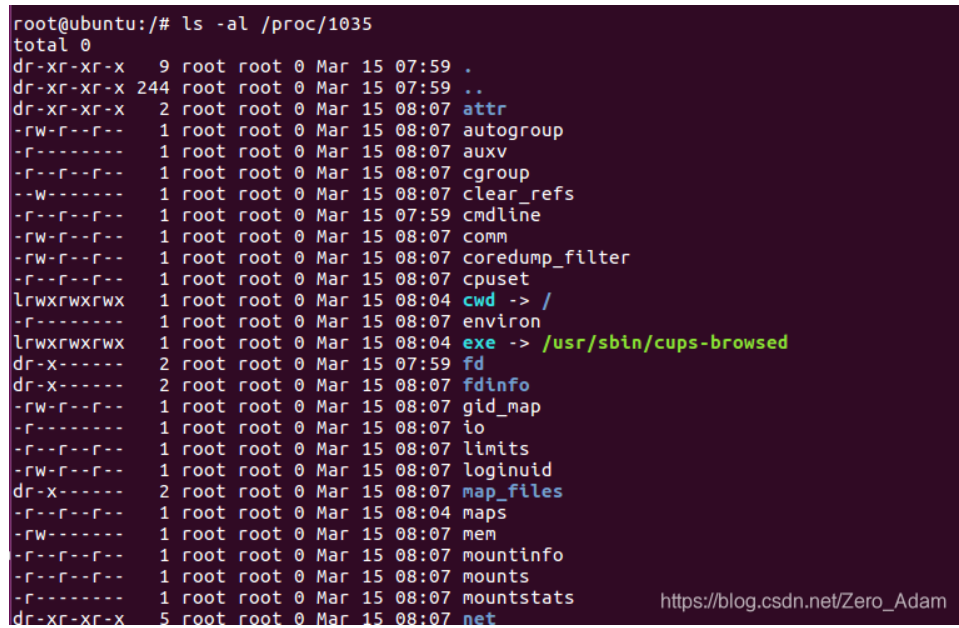 root@ubuntu:/# ls -al /proc/1035
total 0
dr-xr-xr-x   9 root root 0 Mar 15 07:59 .
dr-xr-xr-x 244 root root 0 Mar 15 07:59 ..
dr-xr-xr-x   2 root root 0 Mar 15 08:07 attr
-rw-r--r--   1 root root 0 Mar 15 08:07 autogroup
-r--------   1 root root 0 Mar 15 08:07 auxv
-r--r--r--   1 root root 0 Mar 15 08:07 cgroup
--w-------   1 root root 0 Mar 15 08:07 clear_refs
-r--r--r--   1 root root 0 Mar 15 07:59 cmdline
-rw-r--r--   1 root root 0 Mar 15 08:07 comm
-rw-r--r--   1 root root 0 Mar 15 08:07 coredump_filter
-r--r--r--   1 root root 0 Mar 15 08:07 cpuset
lrwxrwxrwx   1 root root 0 Mar 15 08:04 cwd -> /
-r--------   1 root root 0 Mar 15 08:07 environ
lrwxrwxrwx   1 root root 0 Mar 15 08:04 exe -> /usr/sbin/cups-browsed
dr-x------   2 root root 0 Mar 15 07:59 fd
dr-x------   2 root root 0 Mar 15 08:07 fdinfo
-rw-r--r--   1 root root 0 Mar 15 08:07 gid_map
-r--------   1 root root 0 Mar 15 08:07 io
-r--r--r--   1 root root 0 Mar 15 08:07 limits
-rw-r--r--   1 root root 0 Mar 15 08:07 loginuid
dr-x------   2 root root 0 Mar 15 08:07 map_files
-r--r--r--   1 root root 0 Mar 15 08:04 maps
-rw-------   1 root root 0 Mar 15 08:07 mem
-r--r--r--   1 root root 0 Mar 15 08:07 mountinfo
-r--r--r--   1 root root 0 Mar 15 08:07 mounts
-r--------   1 root root 0 Mar 15 08:07 mountstats
https://blog.csdn.net/Zero_Adam
dr-xr-xr-x   5 root root 0 Mar 15 08:07 net